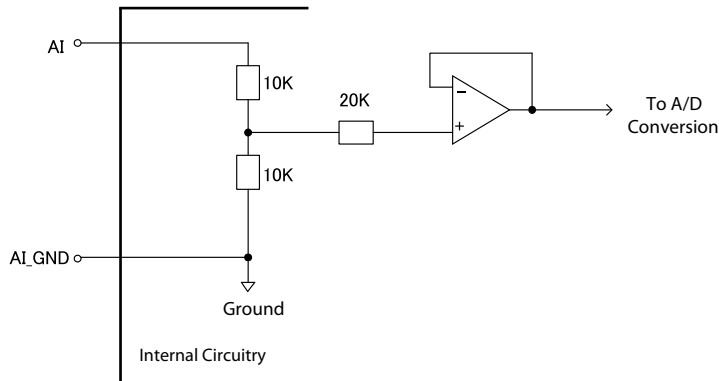 AI
10K
20K
-
+
To A/D
Conversion
10K
AI_GND
Ground
Internal Circuitry